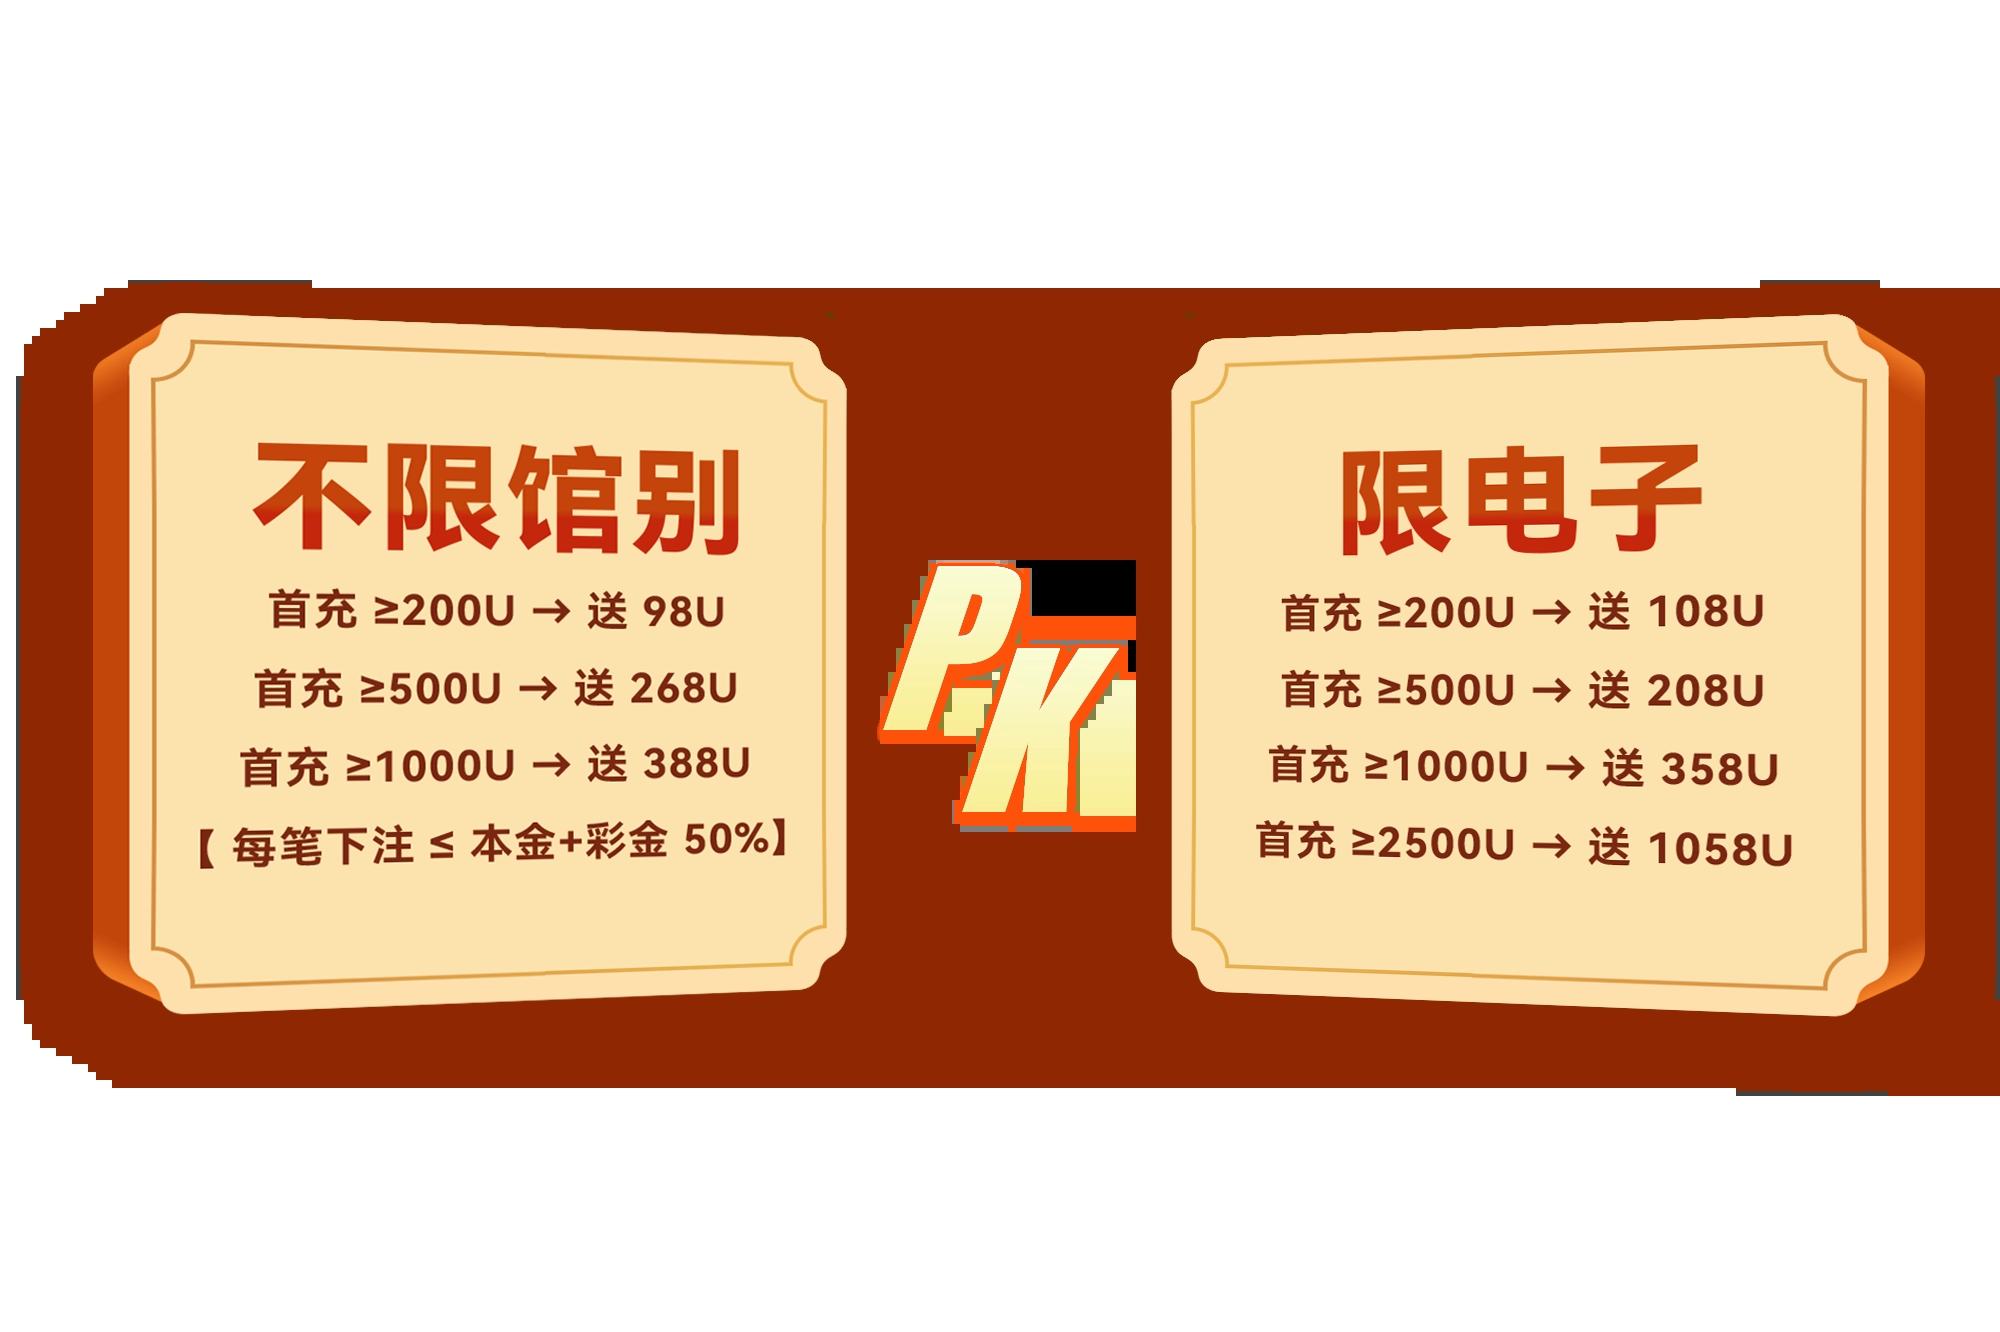 不限馆别
首充 ≥200U → 送 98U
首充 ≥500U → 送 268U
首充 ≥1000U → 送 388U
【 每笔下注 ≤ 本金+彩金 50%】
PK
限电子
首充 ≥200U → 送 108U
首充 ≥500U → 送 208U
首充 ≥1000U → 送 358U
首充 ≥2500U → 送 1058U